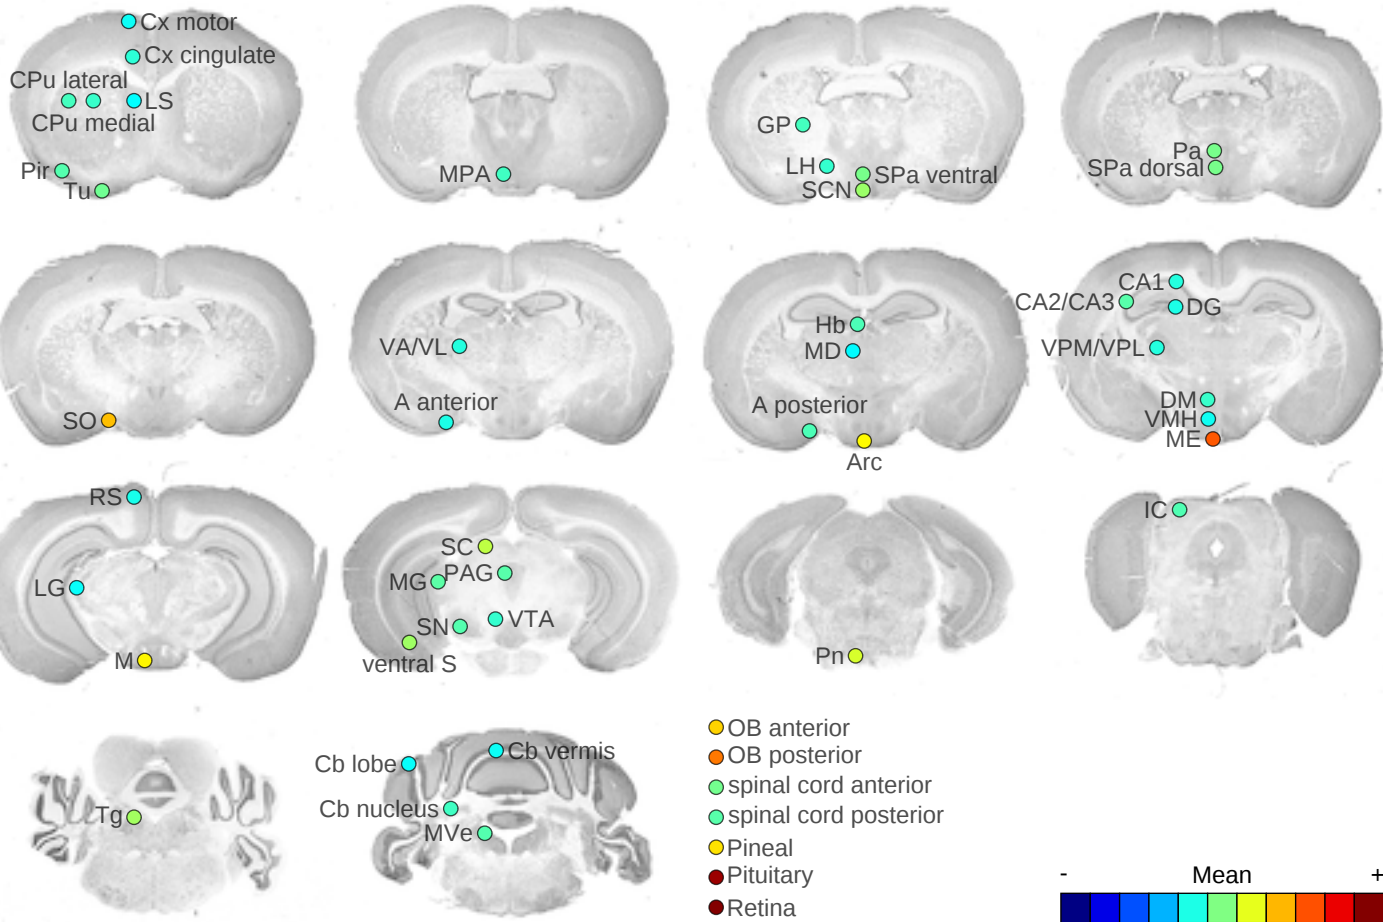 Cx motor
Cx cingulate
CPu lateral
LS
CPu medial
Pir
Tu
MPA
GP
LH
SPa ventral
SCN
Pa
SPa dorsal
SO
VA/VL
A anterior
Hb
MD
A posterior
Arc
CA1
CA2/CA3
DG
VPM/VPL
DM
VMH
ME
RS
LG
M
SC
MG
PAG
SN
VTA
ventral S
Pn
IC
Tg
Cb lobe
Cb vermis
Cb nucleus
MVe
OB anterior
OB posterior
spinal cord anterior
spinal cord posterior
Pineal
Pituitary
Retina
- Mean +